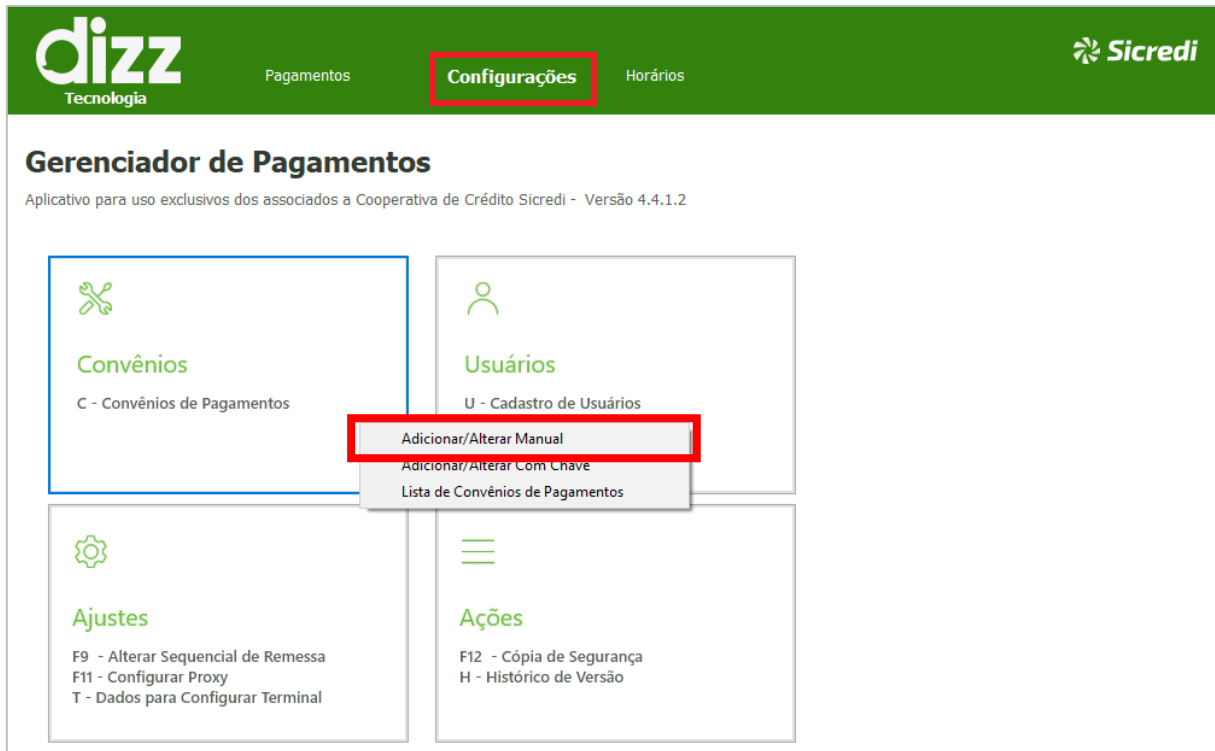 dizz
Tecnologia
Pagamentos
Configurações
Horários
Sicredi
Gerenciador de Pagamentos
Aplicativo para uso exclusivos dos associados a Cooperativa de Crédito Sicredi - Versão 4.4.1.2
Convênios
C - Convênios de Pagamentos
Usuários
U - Cadastro de Usuários
Adicionar/Alterar Manual
Adicionar/Alterar Com Chave
Lista de Convênios de Pagamentos
Ajustes
F9 - Alterar Sequencial de Remessa
F11 - Configurar Proxy
T - Dados para Configurar Terminal
Ações
F12 - Cópia de Segurança
H - Histórico de Versão